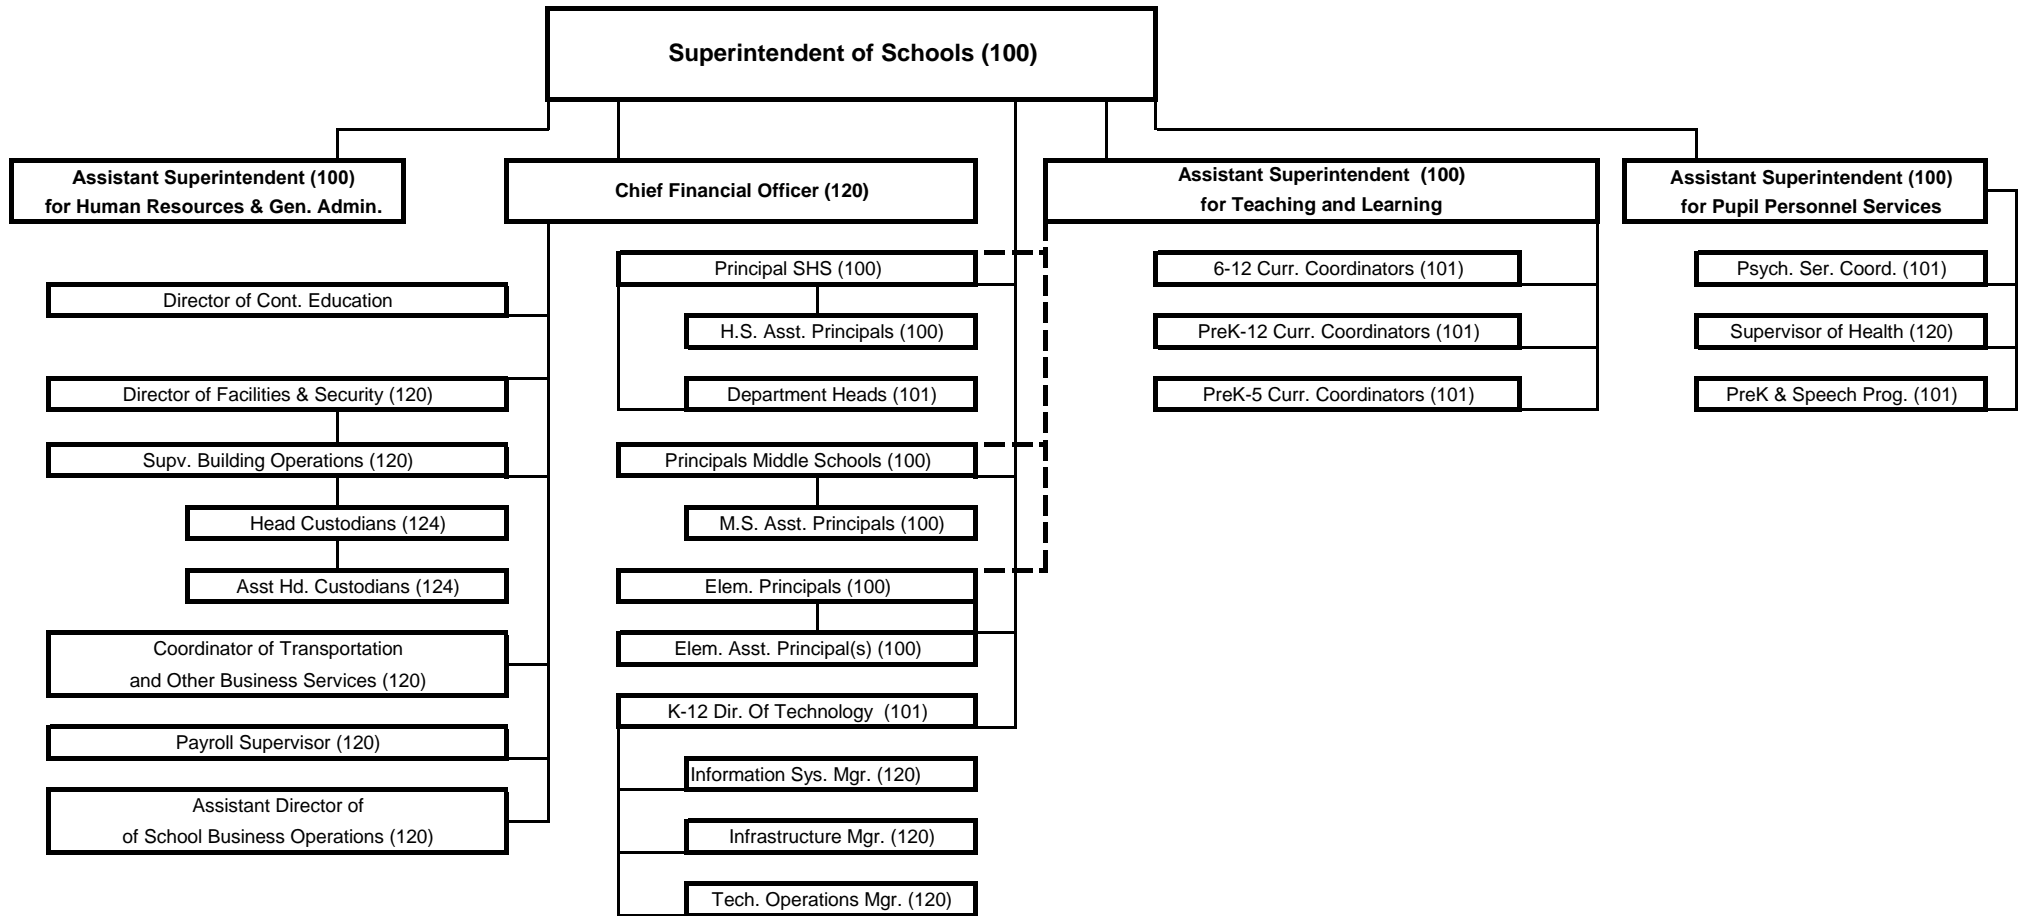 Superintendent of Schools (100)
Assistant Superintendent (100)
for Human Resources & Gen. Admin.
Chief Financial Officer (120)
Assistant Superintendent  (100)
for Teaching and Learning
Assistant Superintendent (100)
for Pupil Personnel Services
Director of Cont. Education
Director of Facilities & Security (120)
Supv. Building Operations (120)
Head Custodians (124)
Asst Hd. Custodians (124)
Coordinator of Transportation
and Other Business Services (120)
Payroll Supervisor (120)
Assistant Director of
of School Business Operations (120)
Principal SHS (100)
H.S. Asst. Principals (100)
Department Heads (101)
Principals Middle Schools (100)
M.S. Asst. Principals (100)
Elem. Principals (100)
Elem. Asst. Principal(s) (100)
K-12 Dir. Of Technology  (101)
Information Sys. Mgr. (120)
Infrastructure Mgr. (120)
Tech. Operations Mgr. (120)
6-12 Curr. Coordinators (101)
PreK-12 Curr. Coordinators (101)
PreK-5 Curr. Coordinators (101)
Psych. Ser. Coord. (101)
Supervisor of Health (120)
PreK & Speech Prog. (101)